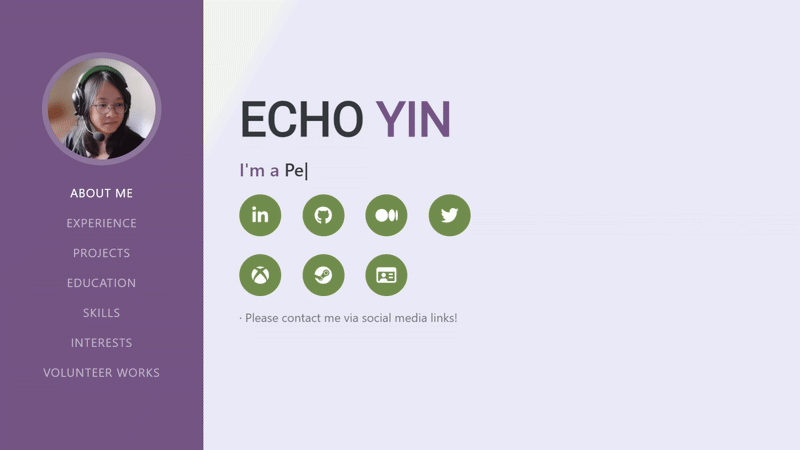 ABOUT ME
EXPERIENCE
PROJECTS
EDUCATION
SKILLS
INTERESTS
VOLUNTEER WORKS
ECHO YIN
I'm a Pe|
in
· Please contact me via social media links!